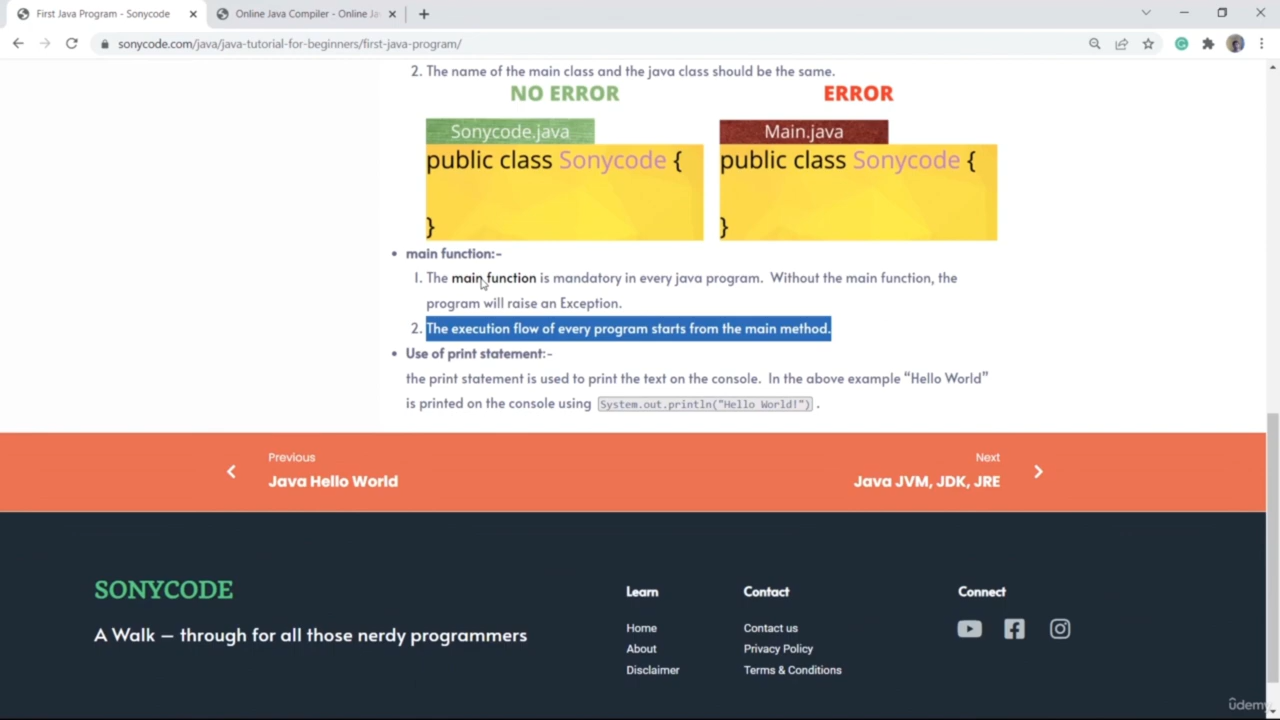 First Java Program - Sonycode
Online Java Compiler - Online Ja
sonycode.com/java/java-tutorial-for-beginners/first-java-program/
2. The name of the main class and the java class should be the same.
NO ERROR
ERROR
Sonycode.java
Main.java
public class Sonycode {
public class Sonycode {
}
}
• main function:-
1. The main function is mandatory in every java program. Without the main function, the
program will raise an Exception.
2. The execution flow of every program starts from the main method.
• Use of print statement:-
the print statement is used to print the text on the console. In the above example “Hello World”
is printed on the console using System.out.println("Hello World!") .
Previous
Next
Java Hello World
Java JVM, JDK, JRE
SONYCODE
Learn
Contact
Connect
A Walk – through for all those nerdy programmers
Home
Contact us
About
Privacy Policy
Disclaimer
Terms & Conditions
udemy